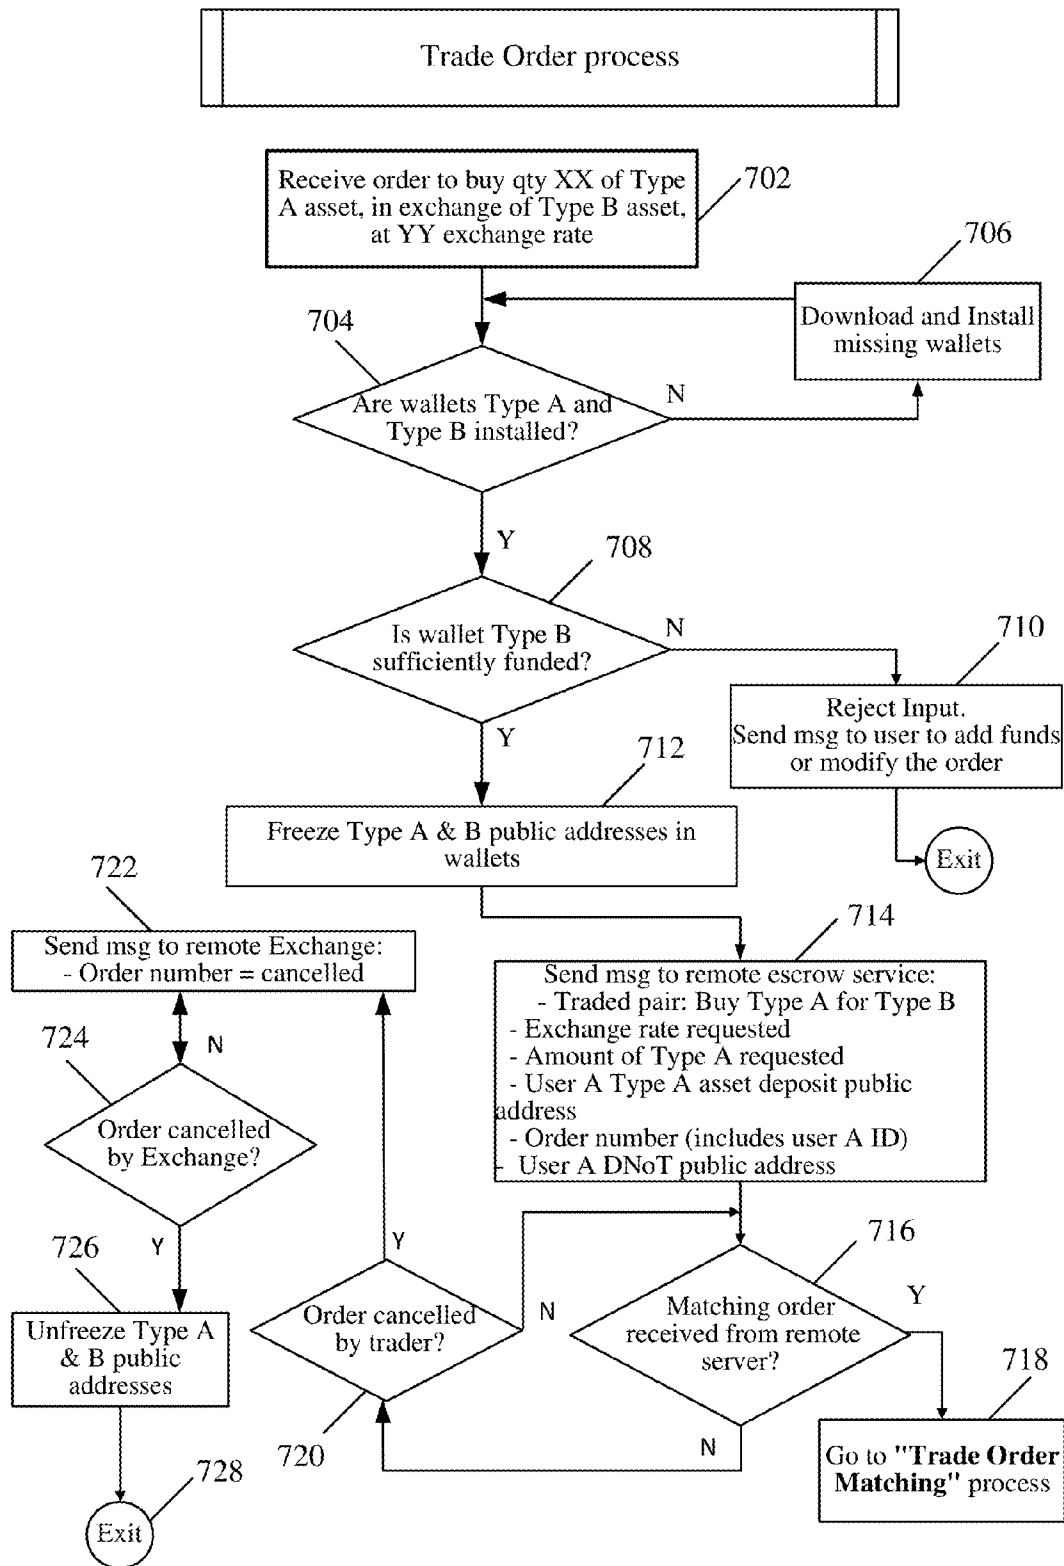 Trade Order process
Receive order to buy qty XX of Type
A asset, in exchange of Type B asset,
at YY exchange rate
702
706
Download and Install
missing wallets
704
Are wallets Type A and
Type B installed?
N
Y
708
Is wallet Type B
sufficiently funded?
N
710
Reject Input.
Send msg to user to add funds
or modify the order
Y
712
Freeze Type A & B public addresses in
wallets
Exit
722
Send msg to remote Exchange:
- Order number = cancelled
714
Send msg to remote escrow service:
- Traded pair: Buy Type A for Type B
- Exchange rate requested
- Amount of Type A requested
- User A Type A asset deposit public
address
- Order number (includes user A ID)
- User A DNoT public address
724
N
Order cancelled
by Exchange?
Y
726
Unfreeze Type A
& B public
addresses
728
Exit
Y
Order cancelled
by trader?
N
720
716
Matching order
received from remote
server?
Y
N
718
Go to "Trade Order
Matching" process